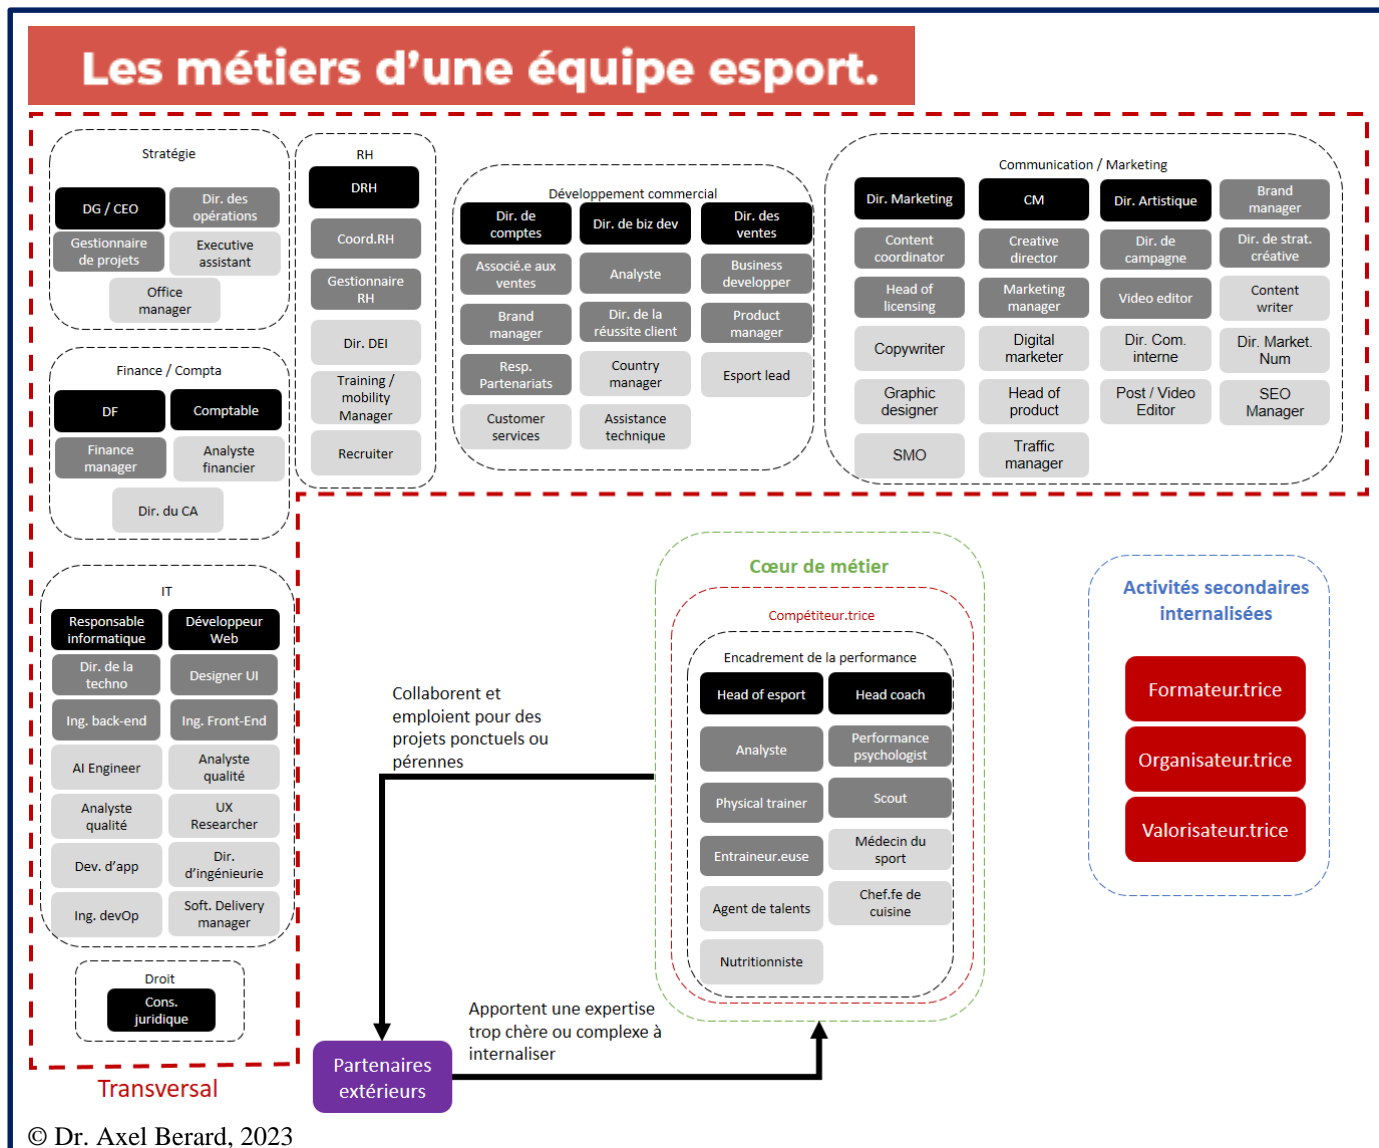 Les métiers d’une équipe esport.
Stratégie
DG / CEO
Dir. des
opérations
Gestionnaire
de projets
Executive
assistant
Office
manager
Finance / Compta
DF
Comptable
Finance
manager
Analyste
financier
Dir. du CA
IT
Responsable
informatique
Développeur
Web
Dir. de la
techno
Designer UI
Ing. back-end
Ing. Front-End
AI Engineer
Analyste
qualité
Analyste
qualité
UX
Researcher
Dev. d’app
Dir.
d’ingénieurie
Ing. devOp
Soft. Delivery
manager
Droit
Cons.
juridique
Transversal
RH
DRH
Coord.RH
Gestionnaire
RH
Dir. DEI
Training /
mobility
Manager
Recruiter
Développement commercial
Dir. de
comptes
Dir. de biz dev
Dir. des
ventes
Associé.e aux
ventes
Analyste
Business
developper
Brand
manager
Dir. de la
réussite client
Product
manager
Resp.
Partenariats
Country
manager
Esport lead
Customer
services
Assistance
technique
Communication / Marketing
Dir. Marketing
CM
Dir. Artistique
Brand
manager
Content
coordinator
Creative
director
Dir. de
campagne
Dir. de strat.
créative
Head of
licensing
Marketing
manager
Video editor
Content
writer
Copywriter
Digital
marketer
Dir. Com.
interne
Dir. Market.
Num
Graphic
designer
Head of
product
Post / Video
Editor
SEO
Manager
SMO
Traffic
manager
Cœur de métier
Compétiteur.trice
Encadrement de la performance
Head of esport
Head coach
Analyste
Performance
psychologist
Physical trainer
Scout
Entraineur.euse
Médecin du
sport
Agent de talents
Chef.fe de
cuisine
Nutritionniste
Activités secondaires
internalisées
Formateur.trice
Organisateur.trice
Valorisateur.trice
Collaborent et
emploient pour des
projets ponctuels ou
pérennes
Apportent une expertise
trop chère ou complexe à
internaliser
Partenaires
extérieurs
© Dr. Axel Berard, 2023